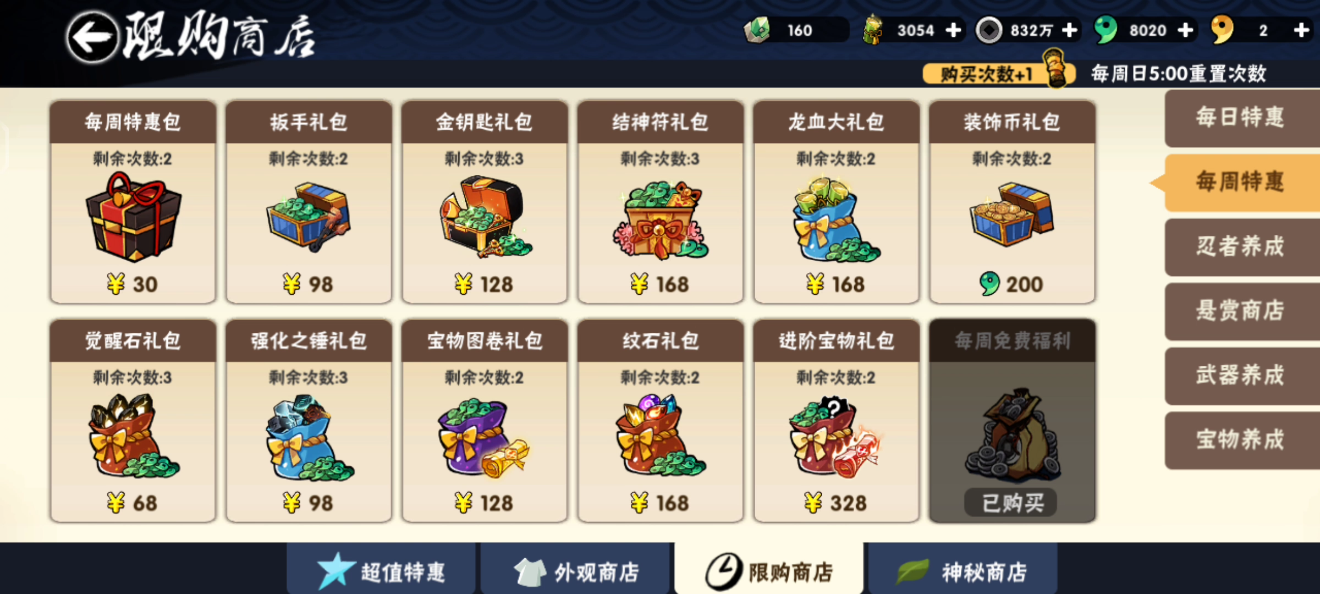 限购商店
160
3054
832万
8020
2
购买次数+1
每周日5:00重置次数
每周特惠包
扳手礼包
金钥匙礼包
结神符礼包
龙血大礼包
装饰币礼包
剩余次数:2
剩余次数:2
剩余次数:3
剩余次数:3
剩余次数:2
剩余次数:2
¥ 30
¥ 98
¥ 128
¥ 168
¥ 168
200
觉醒石礼包
强化之锤礼包
宝物图卷礼包
纹石礼包
进阶宝物礼包
每周免费福利
剩余次数:3
剩余次数:3
剩余次数:2
剩余次数:2
剩余次数:2
?
¥ 68
¥ 98
¥ 128
¥ 168
¥ 328
已购买
每日特惠
每周特惠
忍者养成
悬赏商店
武器养成
宝物养成
超值特惠
外观商店
限购商店
神秘商店